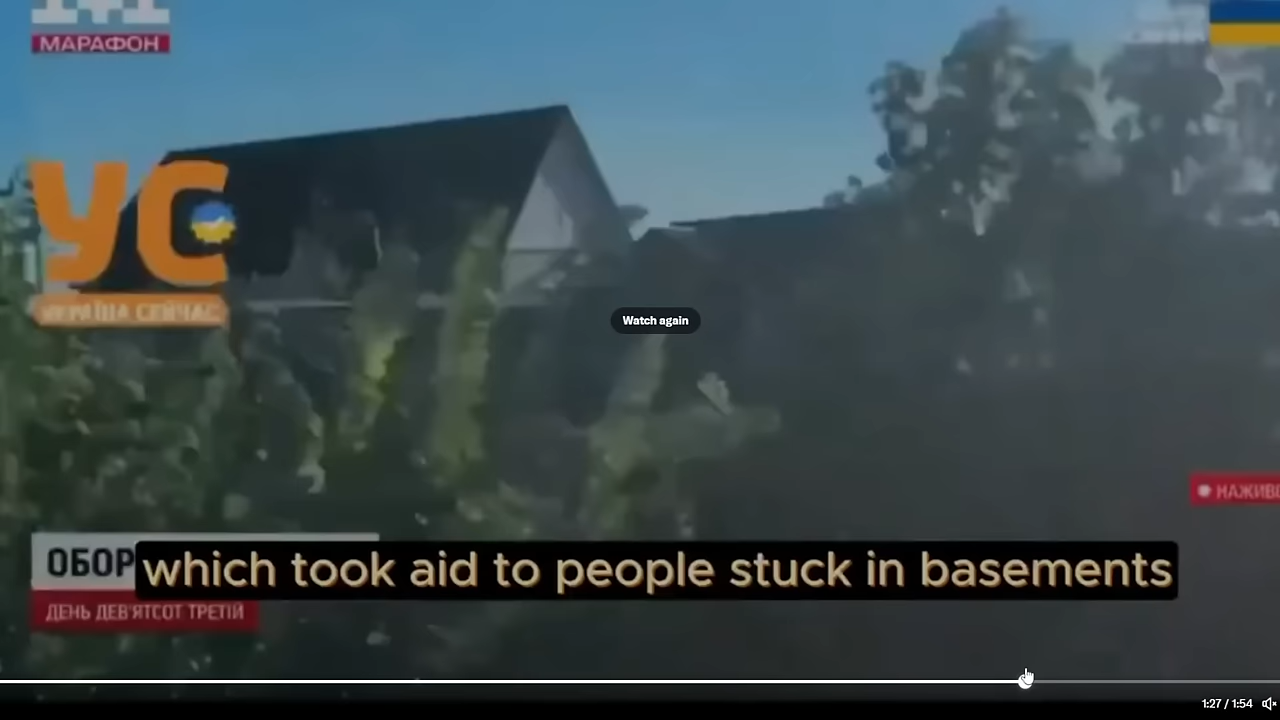 МАРАФОН
УС
УКРАЇНА СЕЙЧАС
Watch again
НАЖИВО
ОБОР
which took aid to people stuck in basements
ДЕНЬ ДЕВ'ЯТСОТ ТРЕТІЙ
1:27 / 1:54